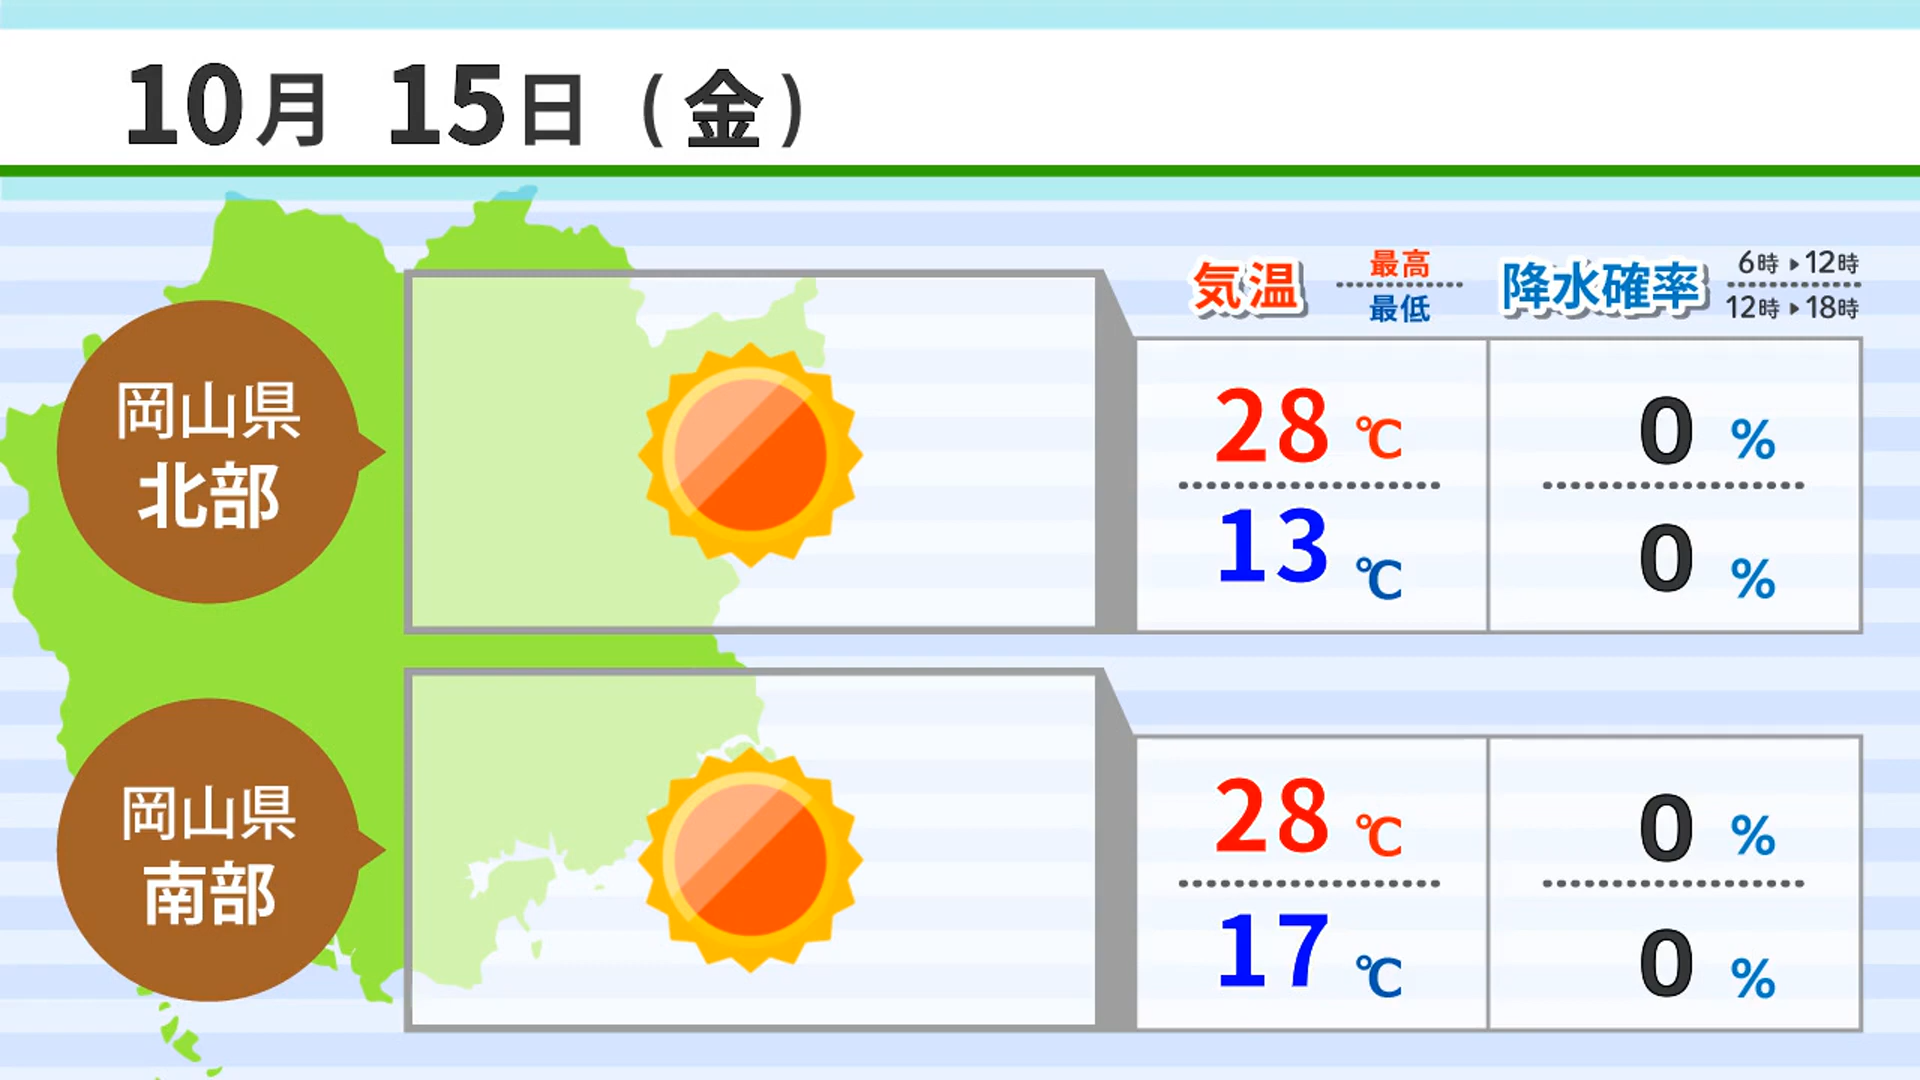 10月 15日 (金)
気温 最高 最低
降水確率 6時▶12時 12時▶18時
岡山県
北部
28 ℃ 0 %
13 ℃ 0 %
岡山県
南部
28 ℃ 0 %
17 ℃ 0 %